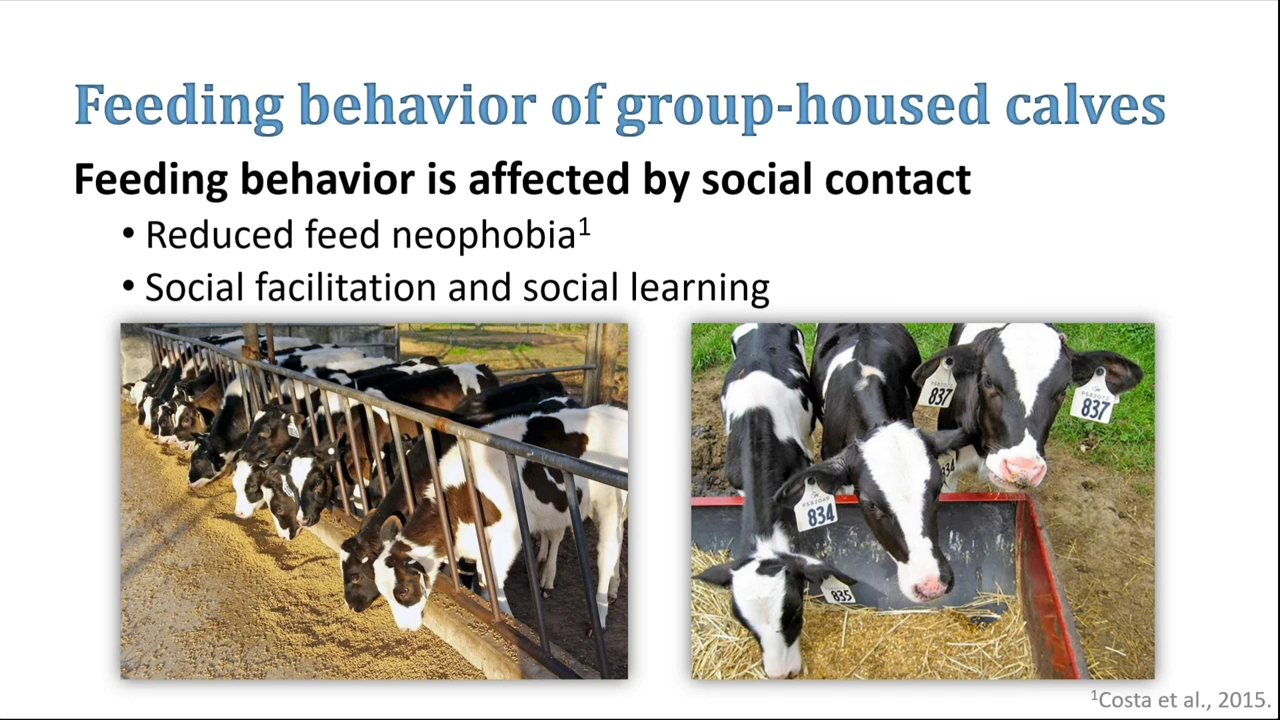 Feeding behavior of group-housed calves
Feeding behavior is affected by social contact
• Reduced feed neophobia¹
• Social facilitation and social learning
837
837
834
834
835
¹Costa et al., 2015.